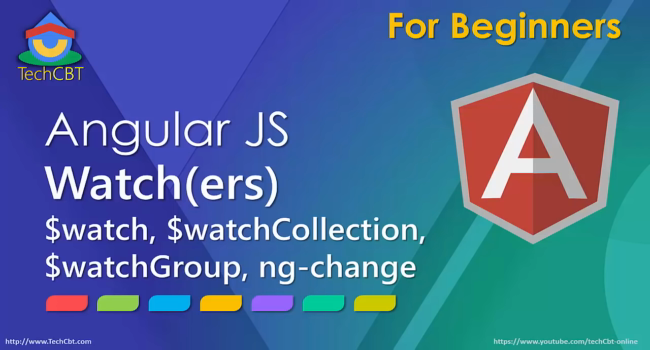 For Beginners
TechCBT
Angular JS
Watch(ers)
$watch, $watchCollection,
$watchGroup, ng-change
A
http://www.TechCbt.com
https://www.youtube.com/techCbt-online